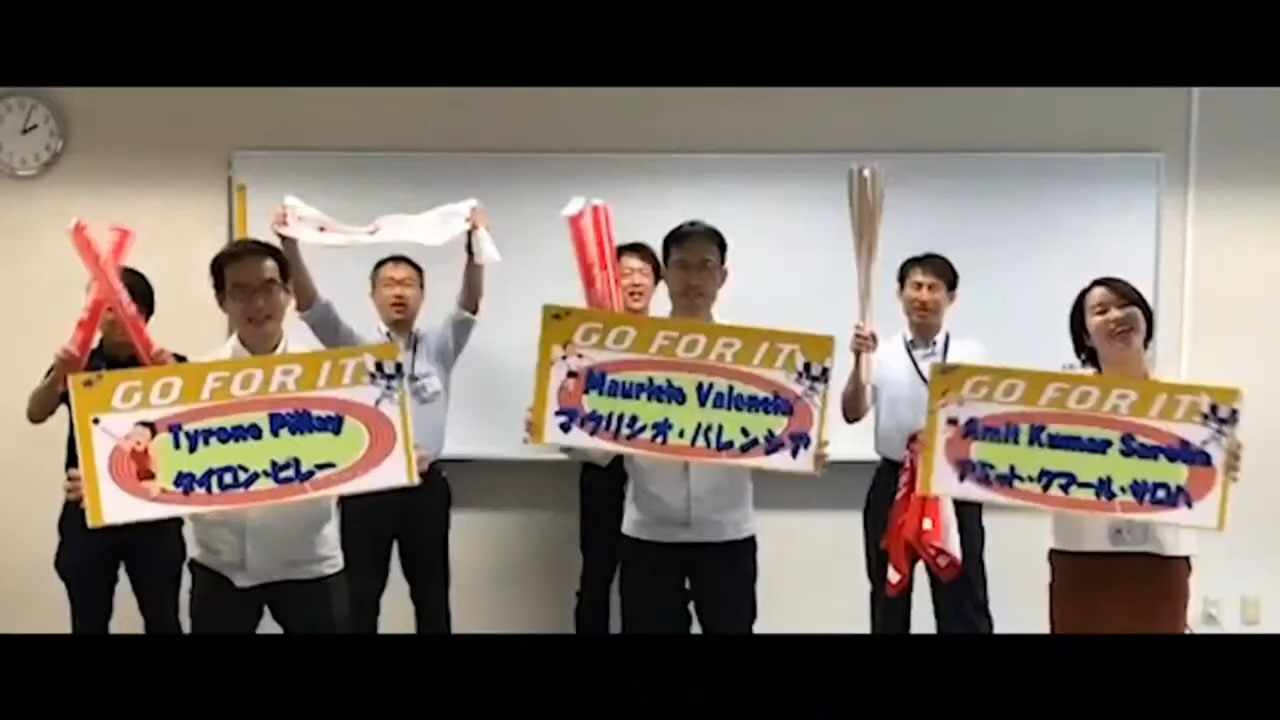 GO FOR IT
Tyrone Pillay
タイロン・ピレー
GO FOR IT
Mauricio Valencia
マウリシオ・バレンシア
GO FOR IT
Amit Kumar Saroha
アミット・クマール・サロハ